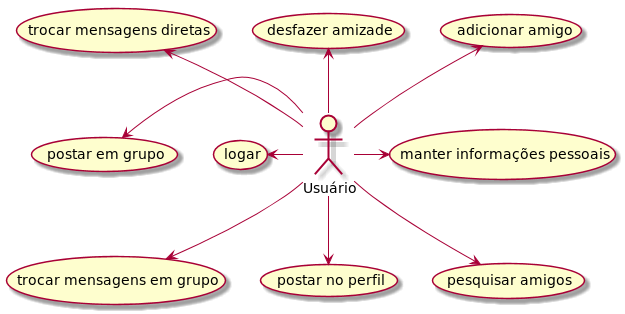 trocar mensagens diretas
desfazer amizade
adicionar amigo
postar em grupo
logar
manter informações pessoais
Usuário
trocar mensagens em grupo
postar no perfil
pesquisar amigos